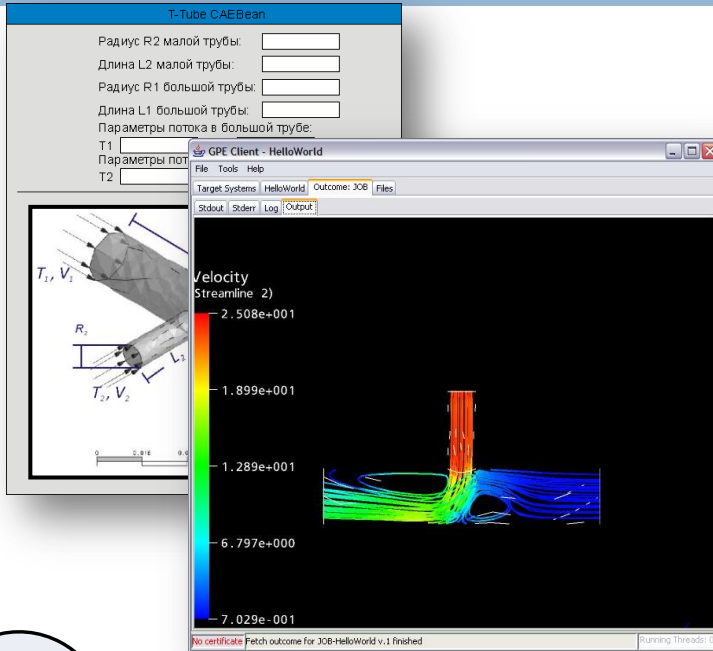 T-Tube CAEBean
Радиус R2 малой трубы:
Длина L2 малой трубы:
Радиус R1 большой трубы:
Длина L1 большой трубы:
Параметры потока в большой трубе:
T1
Параметры
T2
T₁, V₁
R₂
L₂
T₂, V₂
0
GPE Client - HelloWorld
File Tools Help
Target Systems HelloWorld Outcome: JOB Files
Stdout Stderr Log Output
Velocity
Streamline 2)
2.508e+001
1.899e+001
1.289e+001
6.797e+000
7.029e-001
No certificate Fetch outcome for JOB-HelloWorld v.1 finished Running Threads: